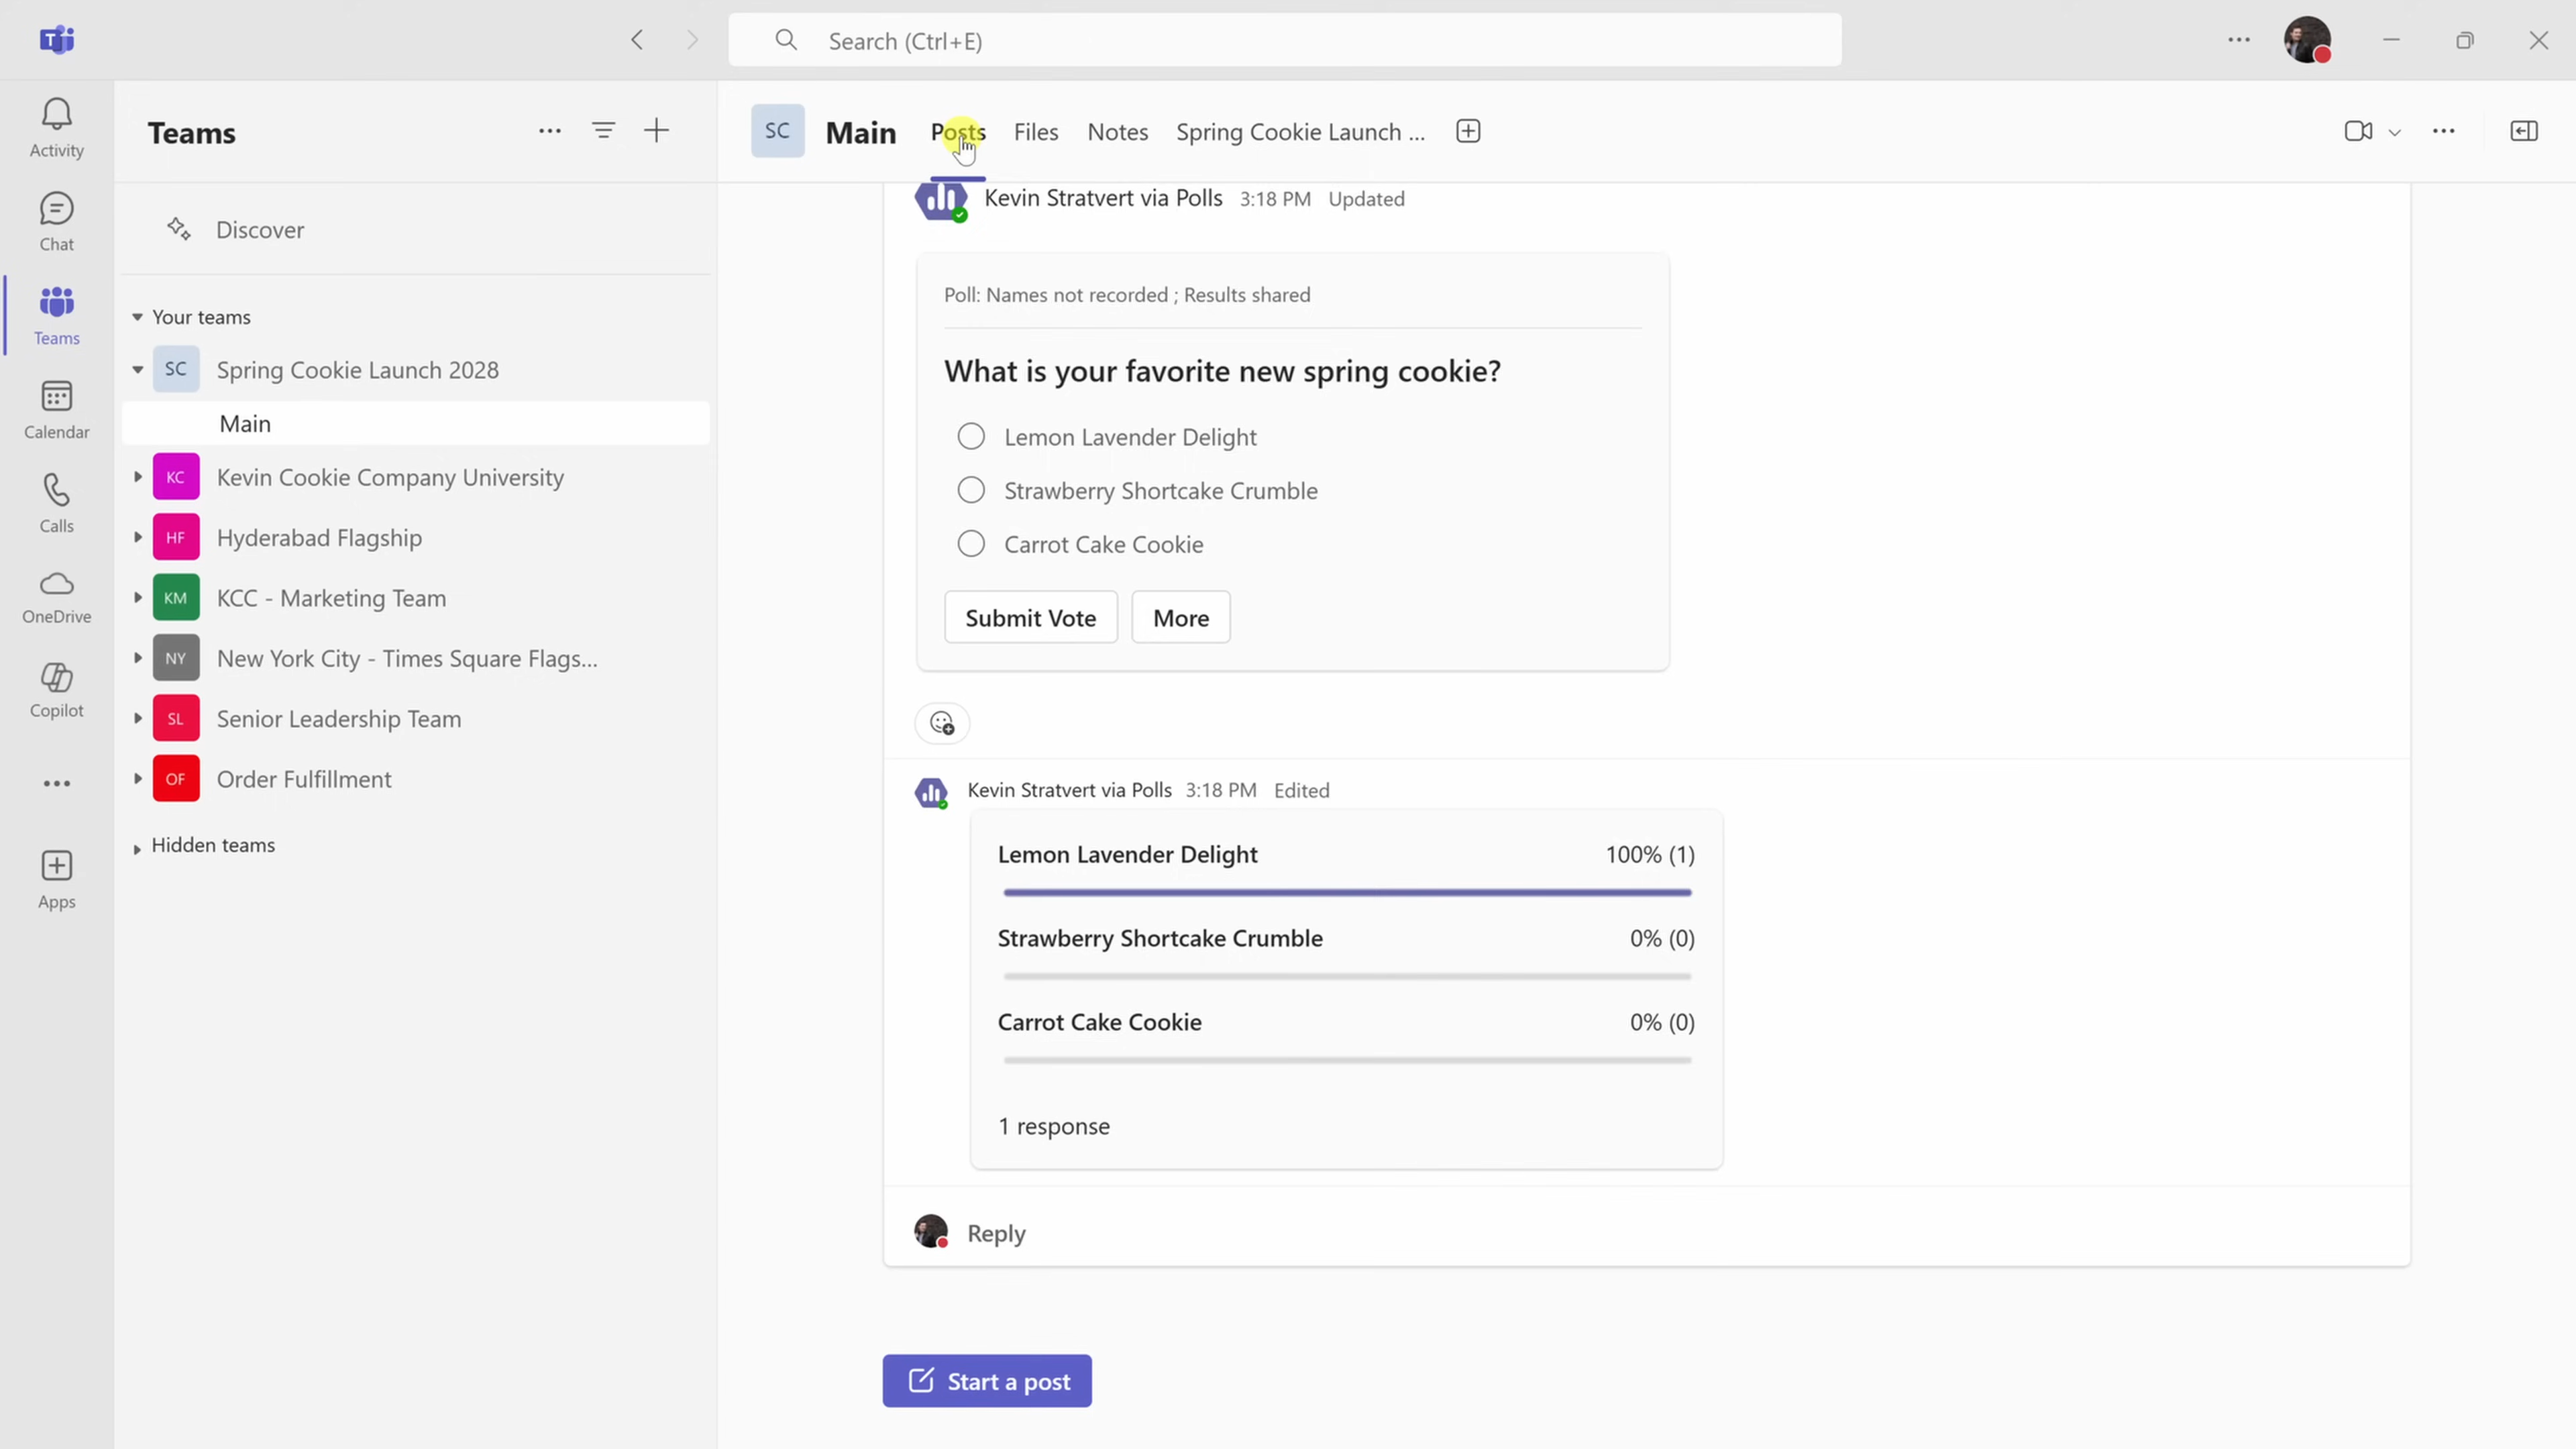 Search (Ctrl+E)
Activity
Chat
Teams
Calendar
Calls
OneDrive
Copilot
Apps
Teams
Discover
Your teams
SC Spring Cookie Launch 2028
Main
KC Kevin Cookie Company University
HF Hyderabad Flagship
KM KCC - Marketing Team
NY New York City - Times Square Flags...
SL Senior Leadership Team
OF Order Fulfillment
Hidden teams
SC Main Posts Files Notes Spring Cookie Launch ...
Kevin Stratvert via Polls 3:18 PM Updated
Poll: Names not recorded ; Results shared
What is your favorite new spring cookie?
Lemon Lavender Delight
Strawberry Shortcake Crumble
Carrot Cake Cookie
Submit Vote More
Kevin Stratvert via Polls 3:18 PM Edited
Lemon Lavender Delight 100% (1)
Strawberry Shortcake Crumble 0% (0)
Carrot Cake Cookie 0% (0)
1 response
Reply
Start a post